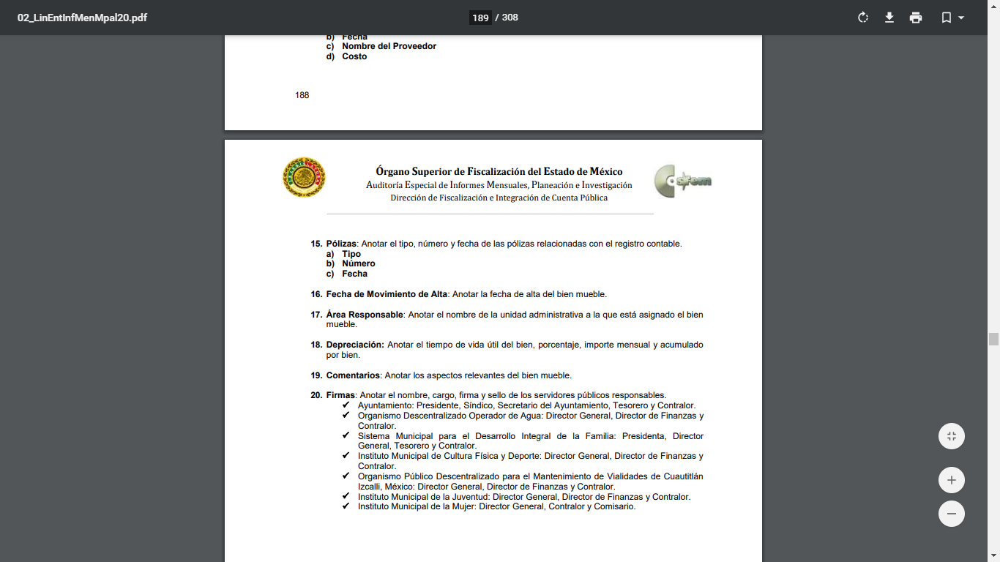 02_LinEntInfMenMpal20.pdf
189 / 308
b) Fecha
c) Nombre del Proveedor
d) Costo
188
Órgano Superior de Fiscalización del Estado de México
Auditoría Especial de Informes Mensuales, Planeación e Investigación
Dirección de Fiscalización e Integración de Cuenta Pública
osfem
15. Pólizas: Anotar el tipo, número y fecha de las pólizas relacionadas con el registro contable.
a) Tipo
b) Número
c) Fecha
16. Fecha de Movimiento de Alta: Anotar la fecha de alta del bien mueble.
17. Área Responsable: Anotar el nombre de la unidad administrativa a la que está asignado el bien
mueble.
18. Depreciación: Anotar el tiempo de vida útil del bien, porcentaje, importe mensual y acumulado
por bien.
19. Comentarios: Anotar los aspectos relevantes del bien mueble.
20. Firmas: Anotar el nombre, cargo, firma y sello de los servidores públicos responsables.
✓ Ayuntamiento: Presidente, Síndico, Secretario del Ayuntamiento, Tesorero y Contralor.
✓ Organismo Descentralizado Operador de Agua: Director General, Director de Finanzas y
Contralor.
✓ Sistema Municipal para el Desarrollo Integral de la Familia: Presidenta, Director
General, Tesorero y Contralor.
✓ Instituto Municipal de Cultura Física y Deporte: Director General, Director de Finanzas y
Contralor.
✓ Organismo Público Descentralizado para el Mantenimiento de Vialidades de Cuautitlán
Izcalli, México: Director General, Director de Finanzas y Contralor.
✓ Instituto Municipal de la Juventud: Director General, Director de Finanzas y Contralor.
✓ Instituto Municipal de la Mujer: Director General, Contralor y Comisario.